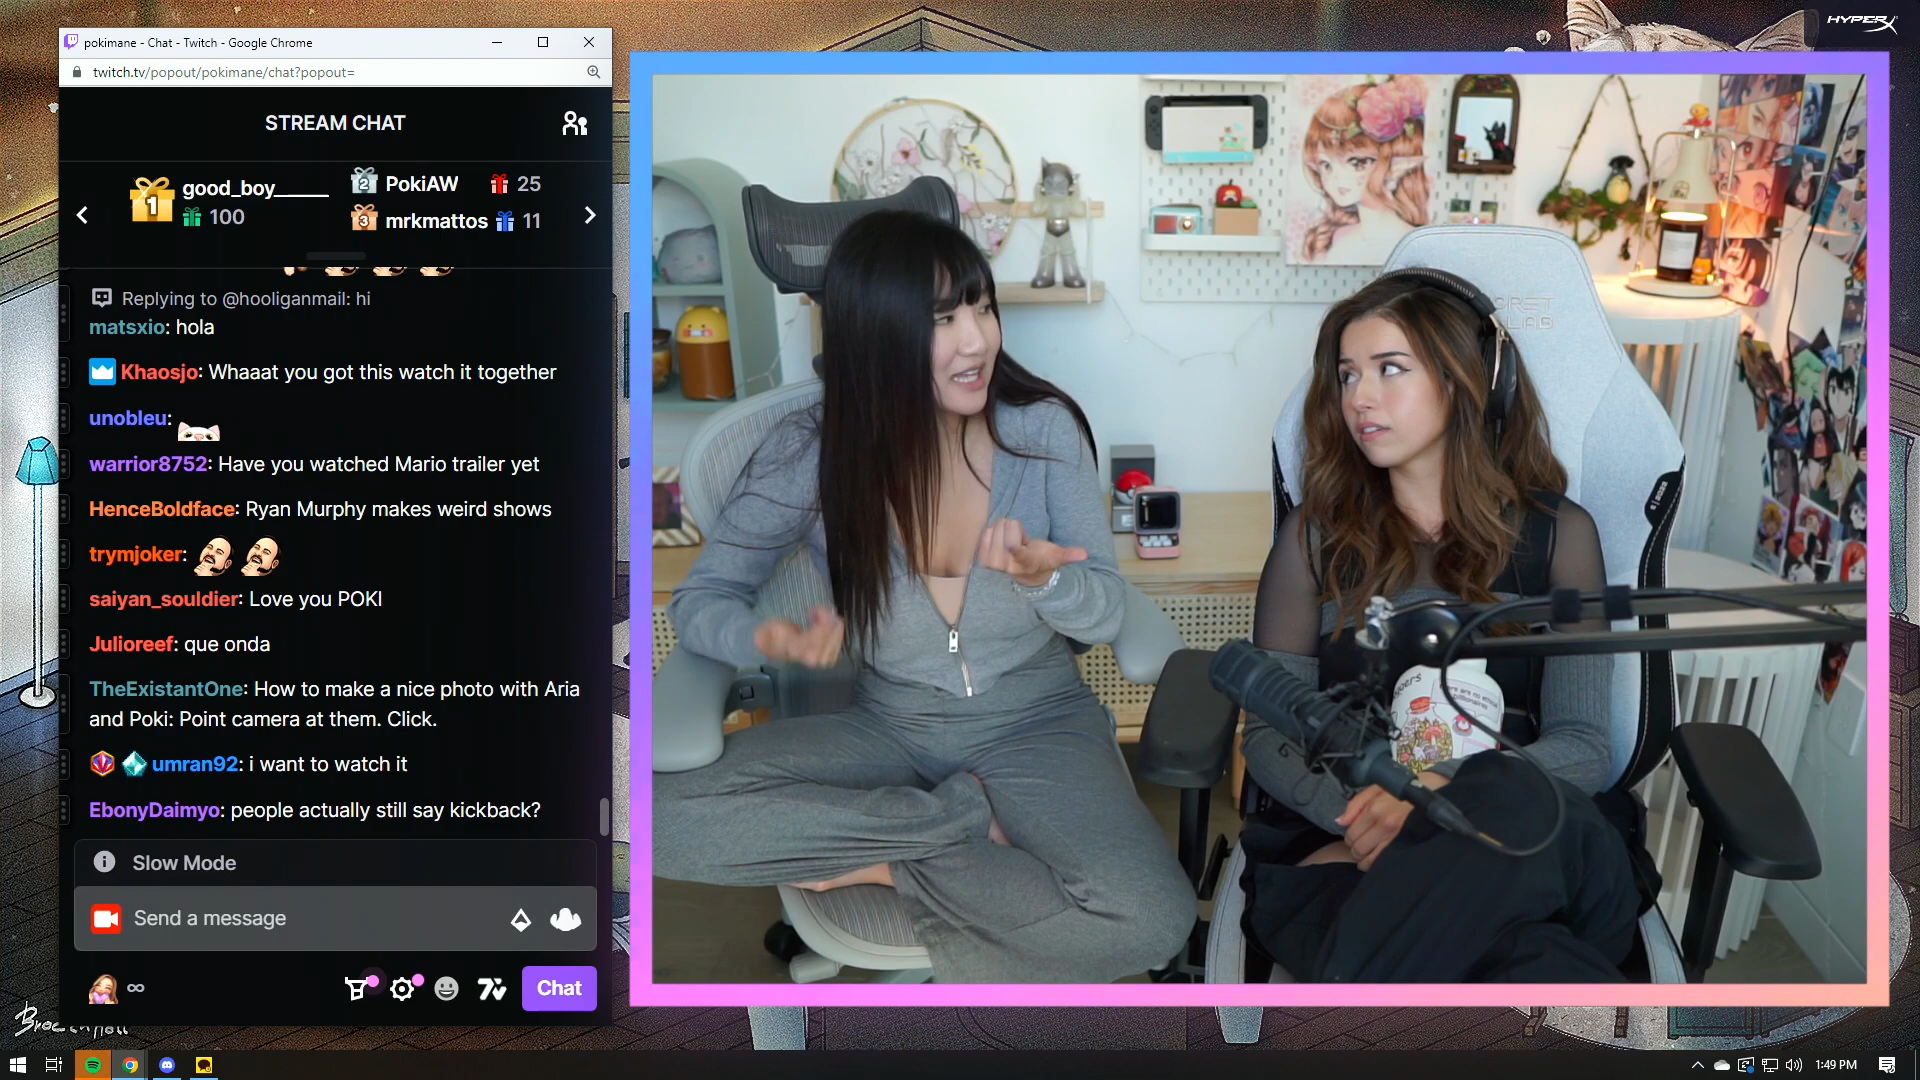 HYPERX
pokimane - Chat - Twitch - Google Chrome
twitch.tv/popout/pokimane/chat?popout=
STREAM CHAT
1 good_boy_____
100
2 PokiAW 25
3 mrkmattos 11
Replying to @hooliganmail: hi
matsxio: hola
Khaosjo: Whaaat you got this watch it together
unobleu:
warrior8752: Have you watched Mario trailer yet
HenceBoldface: Ryan Murphy makes weird shows
trymjoker:
saiyan_souldier: Love you POKI
Julioreef: que onda
TheExistantOne: How to make a nice photo with Aria
and Poki: Point camera at them. Click.
umran92: i want to watch it
EbonyDaimyo: people actually still say kickback?
Slow Mode
Send a message
Chat
1:49 PM